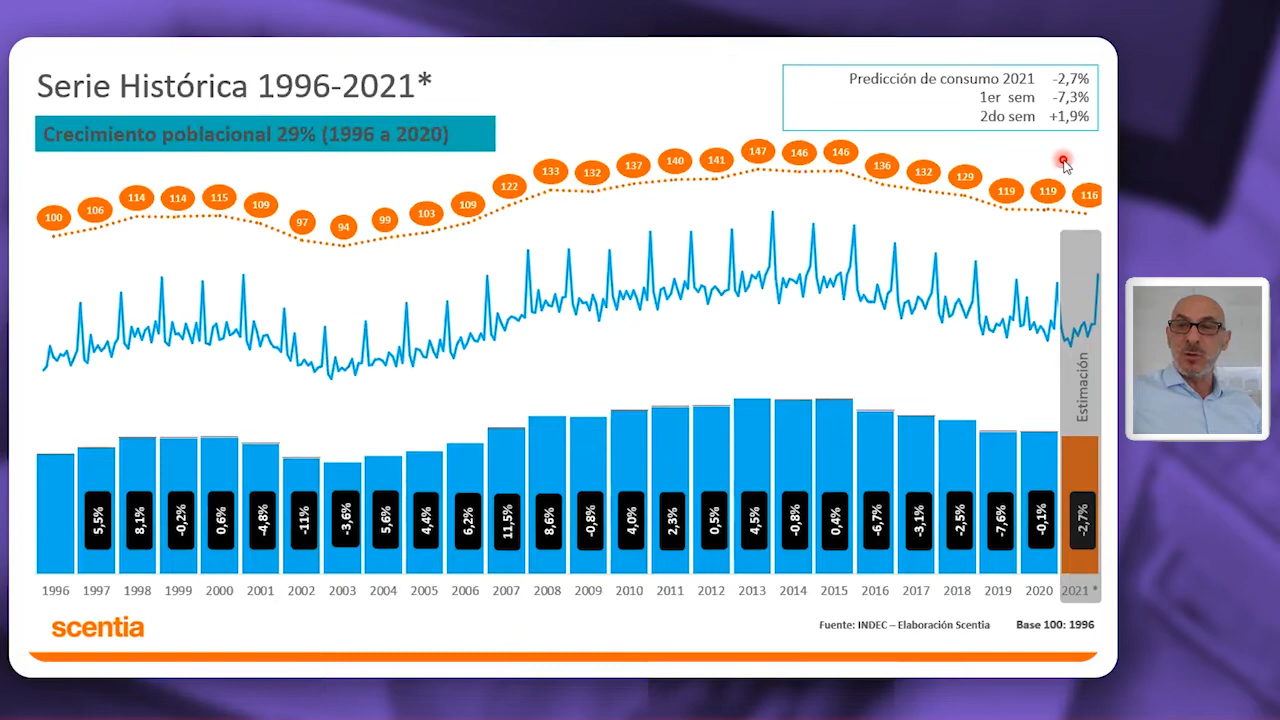 Serie Histórica 1996-2021*
Crecimiento poblacional 29% (1996 a 2020)
Predicción de consumo 2021 -2,7%
1er sem -7,3%
2do sem +1,9%
100 106 114 114 115 109 97 94 99 103 109 122 133 132 137 140 141 147 146 146 136 132 129 119 119 116
Estimación
5,5% 8,1% -0,2% 0,6% -4,8% -11% -3,6% 5,6% 4,4% 6,2% 11,5% 8,6% -0,8% 4,0% 2,3% 0,5% 4,5% -0,8% 0,4% -6,7% -3,1% -2,5% -7,6% -0,1% -2,7%
1996 1997 1998 1999 2000 2001 2002 2003 2004 2005 2006 2007 2008 2009 2010 2011 2012 2013 2014 2015 2016 2017 2018 2019 2020 2021 *
scentia
Fuente: INDEC – Elaboración Scentia Base 100: 1996